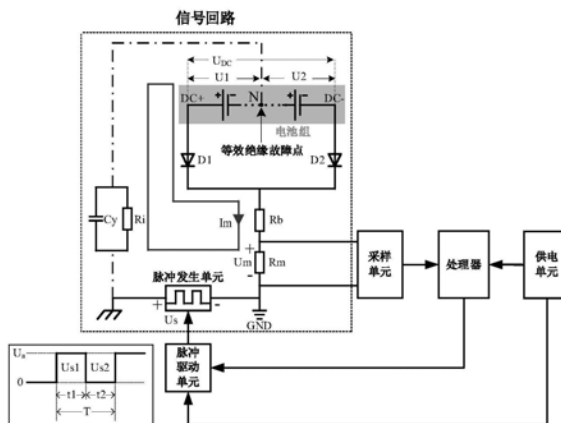 信号回路
UDC
U1 U2
DC+ N DC-
电池组
等效绝缘故障点
D1 D2
Cy Ri Im Rb
+
Um Rm
-
脉冲发生单元
+ -
Us GND
采样
单元
处理器
供电
单元
脉冲
驱动
单元
Ua
Us1 Us2
0
t1 t2
T